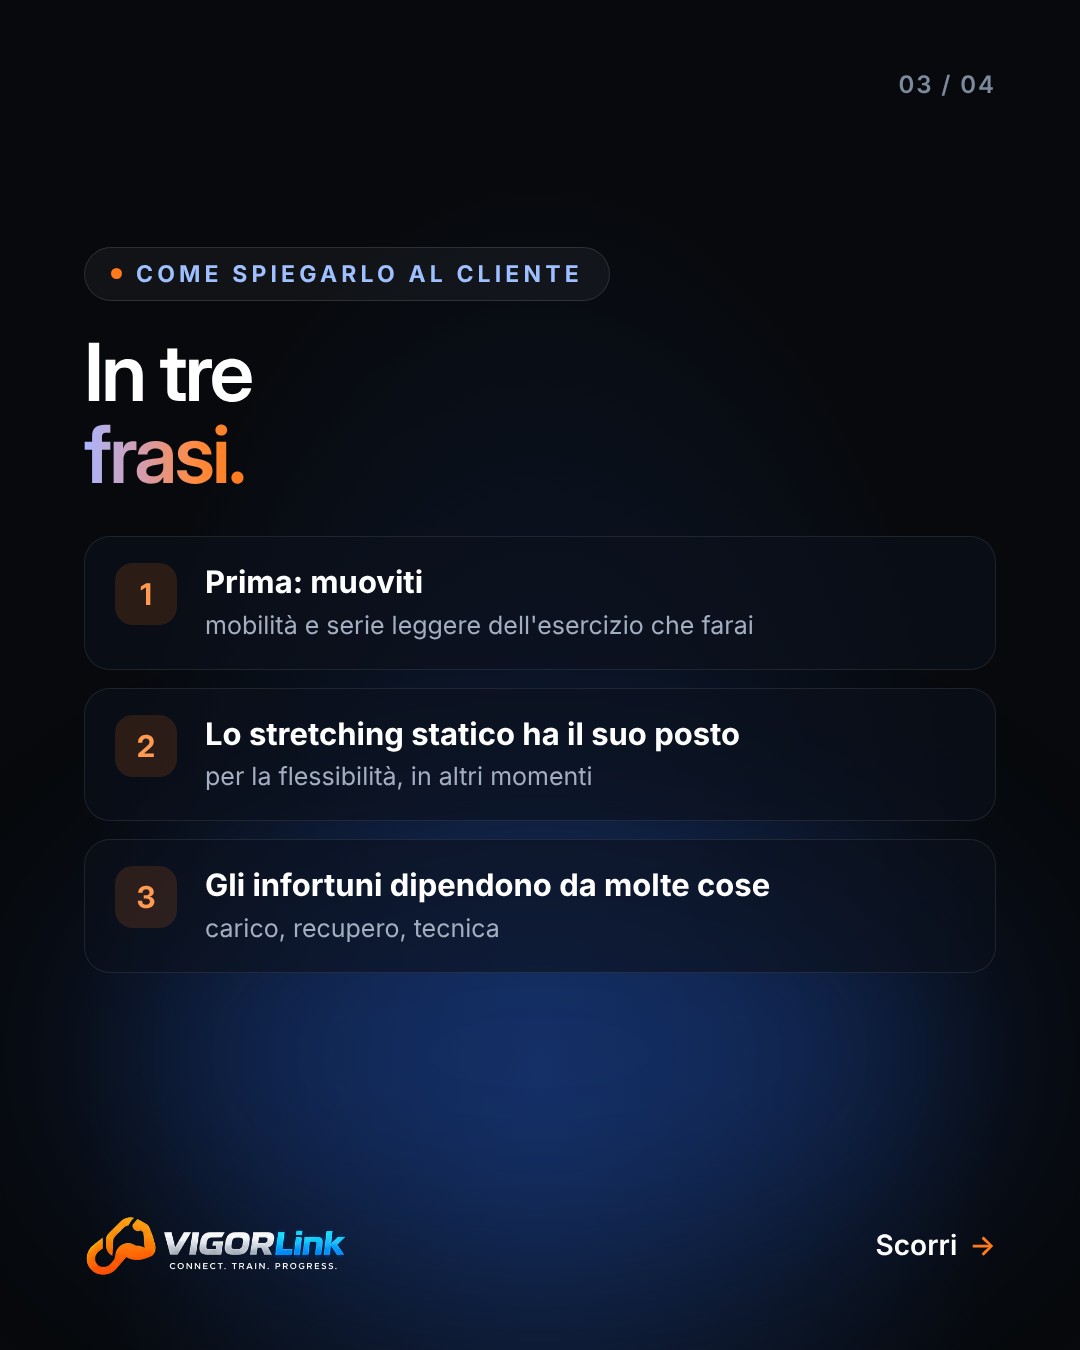 03 / 04
COME SPIEGARLO AL CLIENTE
In tre
frasi.
1
Prima: muoviti
mobilità e serie leggere dell'esercizio che farai
2
Lo stretching statico ha il suo posto
per la flessibilità, in altri momenti
3
Gli infortuni dipendono da molte cose
carico, recupero, tecnica
VIGORLink
CONNECT. TRAIN. PROGRESS.
Scorri →